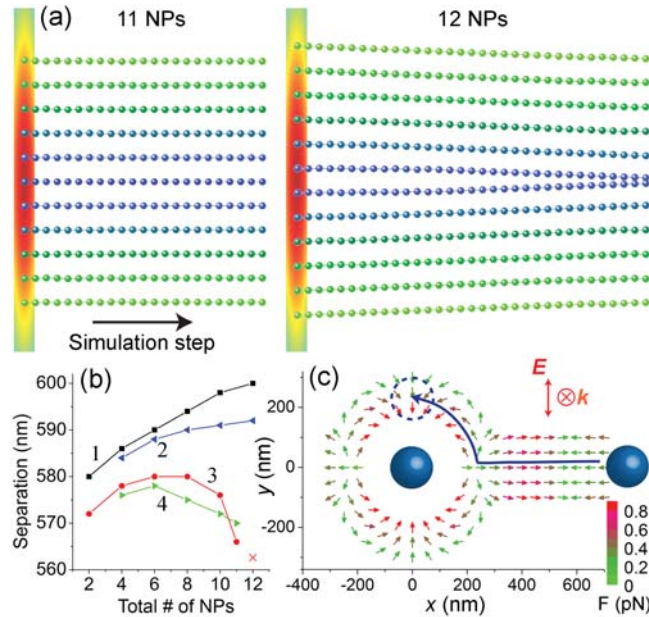 (a) 11 NPs 12 NPs
Simulation step
(b)
Separation (nm)
600
590
580
570
560
1
2
3
4
2 4 6 8 10 12
Total # of NPs
(c)
E
k
y (nm)
200
0
-200
-400 -200 0 200 400 600
x (nm)
0.8
0.6
0.4
0.2
0
F (pN)